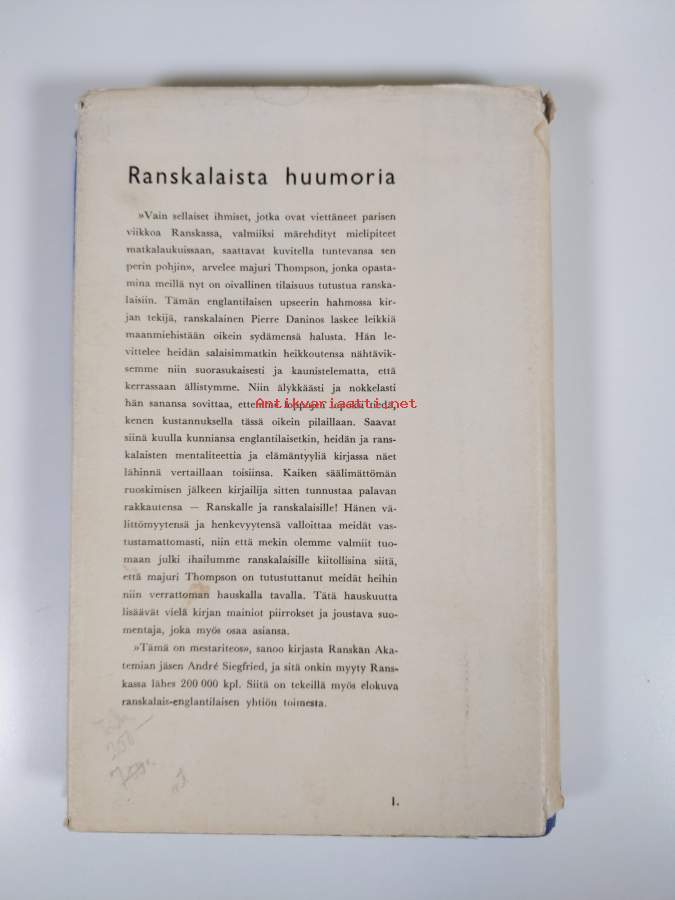 Ranskalaista huumoria
»Vain sellaiset ihmiset, jotka ovat viettäneet parisen
viikkoa Ranskassa, valmiiksi märehdityt mielipiteet
matkalaukuissaan, saattavat kuvitella tuntevansa sen
perin pohjin», arvelee majuri Thompson, jonka opasta-
mina meillä nyt on oivallinen tilaisuus tutustua ranska-
laisiin. Tämän englantilaisen upseerin hahmossa kir-
jan tekijä, ranskalainen Pierre Daninos laskee leikkiä
maanmiehistään oikein sydämensä halusta. Hän le-
vittelee heidän salaisimmatkin heikkoutensa nähtävik-
semme niin suorasukaisesti ja kaunistelematta, että
kerrassaan ällistymme. Niin älykkäästi ja nokkelasti
hän sanansa sovittaa, ettemme loppujen lopuksi tiedä,
Antikvariaatti.net
kenen kustannuksella tässä oikein pilaillaan. Saavat
siinä kuulla kunniansa englantilaisetkin, heidän ja rans-
kalaisten mentaliteettia ja elämäntyyliä kirjassa näet
lähinnä vertaillaan toisiinsa. Kaiken säälimättömän
ruoskimisen jälkeen kirjailija sitten tunnustaa palavan
rakkautensa — Ranskalle ja ranskalaisille! Hänen vä-
littömyytensä ja henkevyytensä valloittaa meidät vas-
tustamattomasti, niin että mekin olemme valmiit tuo-
maan julki ihailumme ranskalaisille kiitollisina siitä,
että majuri Thompson on tutustuttanut meidät heihin
niin verrattoman hauskalla tavalla. Tätä hauskuutta
lisäävät vielä kirjan mainiot piirrokset ja joustava suo-
mentaja, joka myös osaa asiansa.
»Tämä on mestariteos», sanoo kirjasta Ranskan Aka-
temian jäsen André Siegfried, ja sitä onkin myyty Rans-
kassa lähes 200 000 kpl. Siitä on tekeillä myös elokuva
ranskalais-englantilaisen yhtiön toimesta.
1.